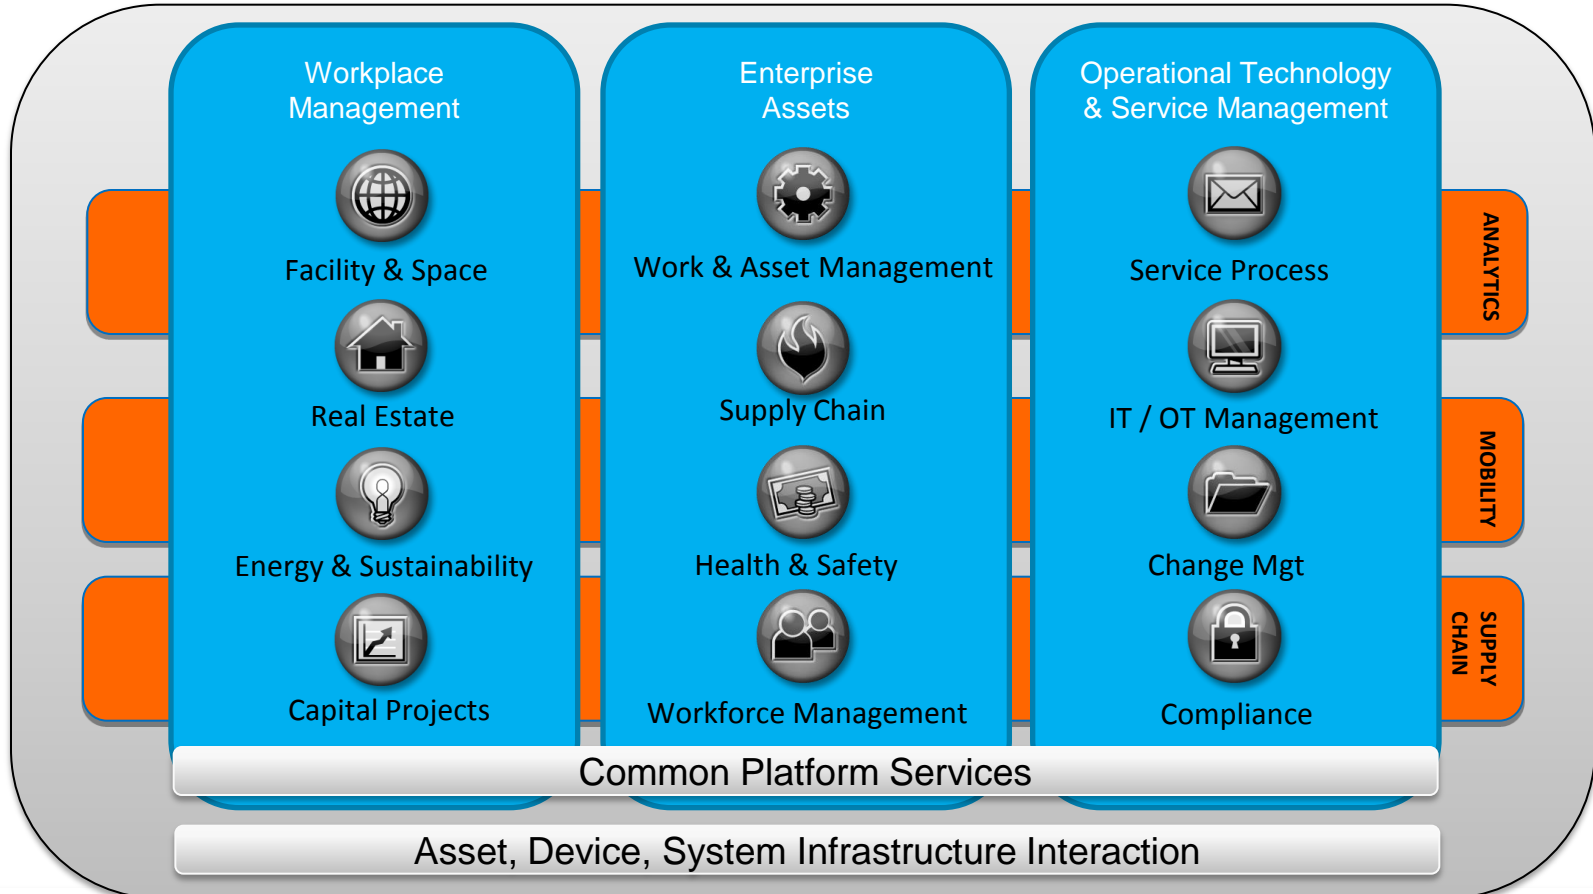 Workplace
Management
Facility & Space
Real Estate
Energy & Sustainability
Capital Projects
Enterprise
Assets
Work & Asset Management
Supply Chain
Health & Safety
Workforce Management
Operational Technology
& Service Management
Service Process
IT / OT Management
Change Mgt
Compliance
ANALYTICS
MOBILITY
SUPPLY
CHAIN
Common Platform Services
Asset, Device, System Infrastructure Interaction